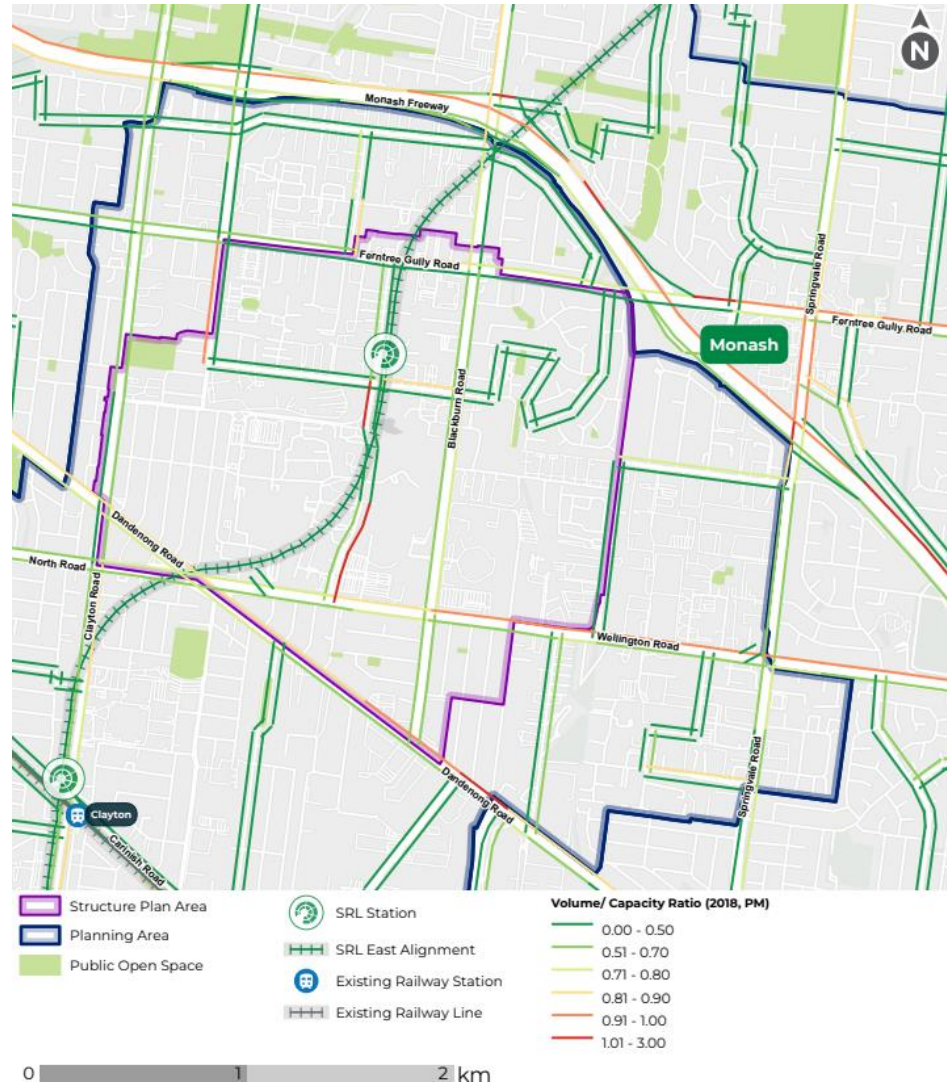 N
Monash Freeway
Springvale Road
Ferntree Gully Road
Ferntree Gully Road
Monash
Blackburn Road
Dandenong Road
North Road
Clayton Road
Wellington Road
Springvale Road
Dandenong Road
Clayton
Carinish Road
Structure Plan Area
Planning Area
Public Open Space
SRL Station
SRL East Alignment
Existing Railway Station
Existing Railway Line
Volume/ Capacity Ratio (2018, PM)
0.00 - 0.50
0.51 - 0.70
0.71 - 0.80
0.81 - 0.90
0.91 - 1.00
1.01 - 3.00
0 1 2 km